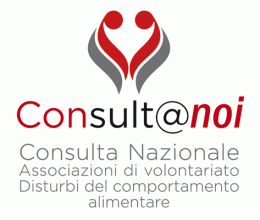 Consult@noi
Consulta Nazionale
Associazioni di volontariato
Disturbi del comportamento
alimentare